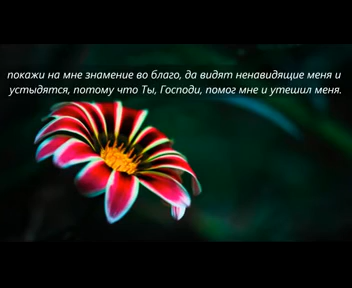 покажи на мне знамение во благо, да видят ненавидящие меня и
устыдятся, потому что Ты, Господи, помог мне и утешил меня.